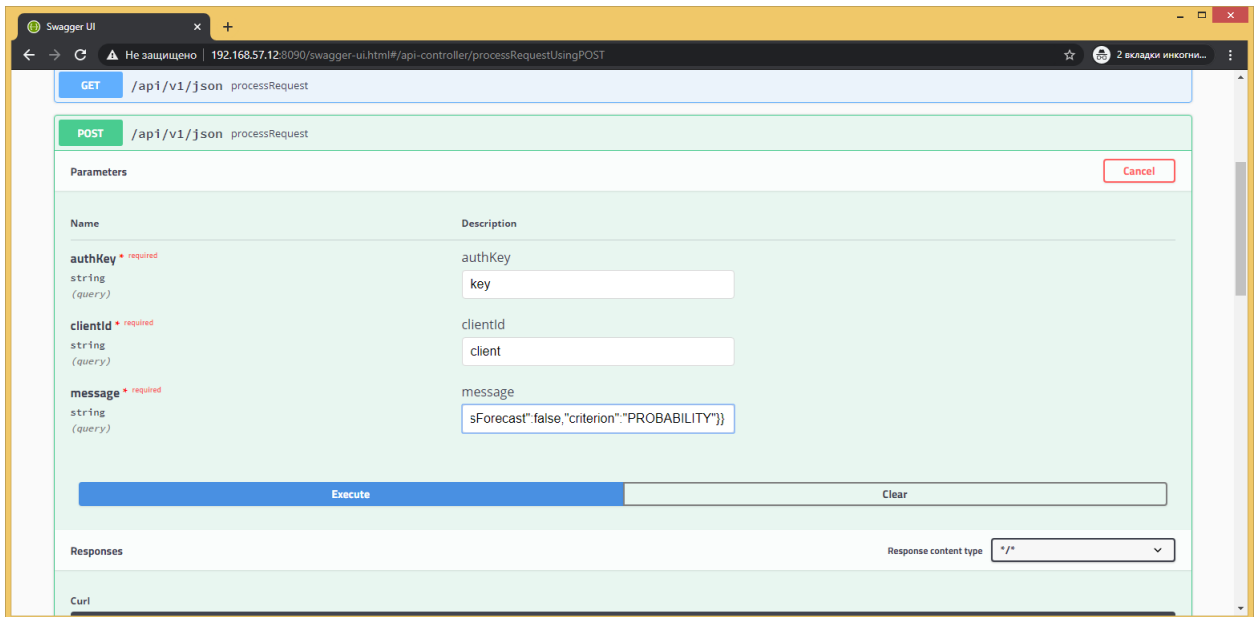 Swagger UI
Не защищено 192.168.57.12:8090/swagger-ui.html#/api-controller/processRequestUsingPOST 2 вкладки инкогни...
GET /api/v1/json processRequest
POST /api/v1/json processRequest
Parameters Cancel
Name Description
authKey * required authKey
string key
(query)
clientId * required clientId
string client
(query)
message * required message
string sForecast":false,"criterion":"PROBABILITY"}}
(query)
Execute Clear
Responses Response content type */*
Curl